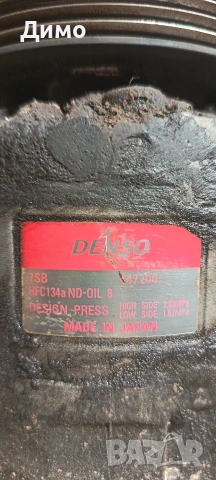 Димо
DENSO
7SB
HFC134a ND-OIL 8
DESIGN PRESS HIGH SIDE
LOW SIDE
MADE IN JAPAN
BAZAR